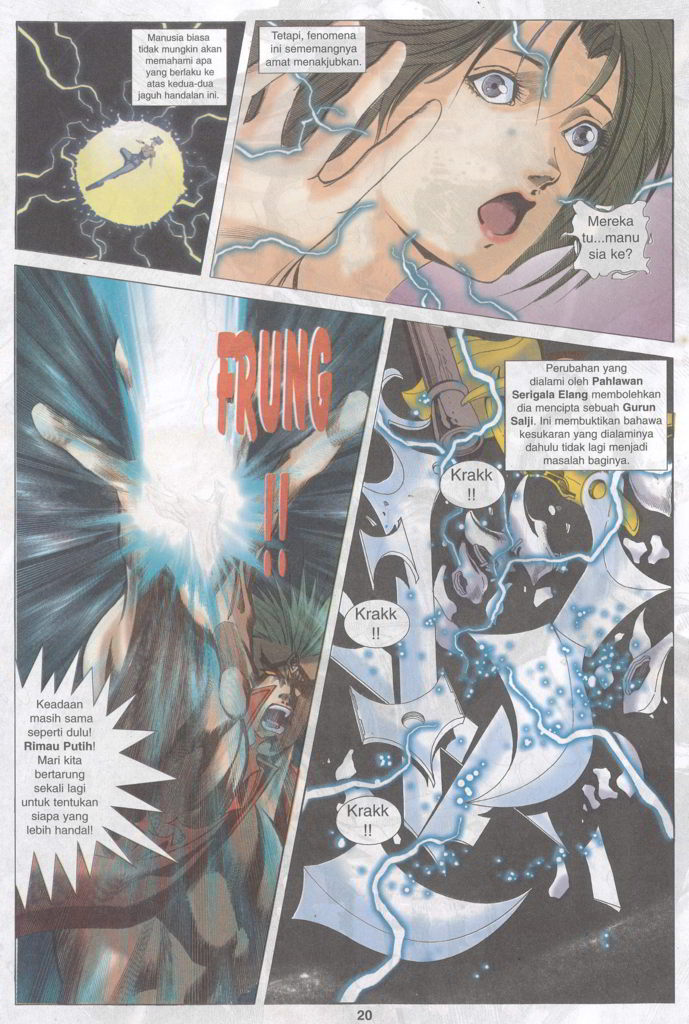 Manusia biasa
tidak mungkin akan
memahami apa
yang berlaku ke
atas kedua-dua
jaguh handalan ini.
Tetapi, fenomena
ini sememangnya
amat menakjubkan.
Mereka
tu...manu
sia ke?
FRUNG
!!
Keadaan
masih sama
seperti dulu!
Rimau Putih!
Mari kita
bertarung
sekali lagi
untuk tentukan
siapa yang
lebih handal!
Perubahan yang
dialami oleh Pahlawan
Serigala Elang membolehkan
dia mencipta sebuah Gurun
Salji. Ini membuktikan bahawa
kesukaran yang dialaminya
dahulu tidak lagi menjadi
masalah baginya.
Krakk
!!
Krakk
!!
Krakk
!!
20